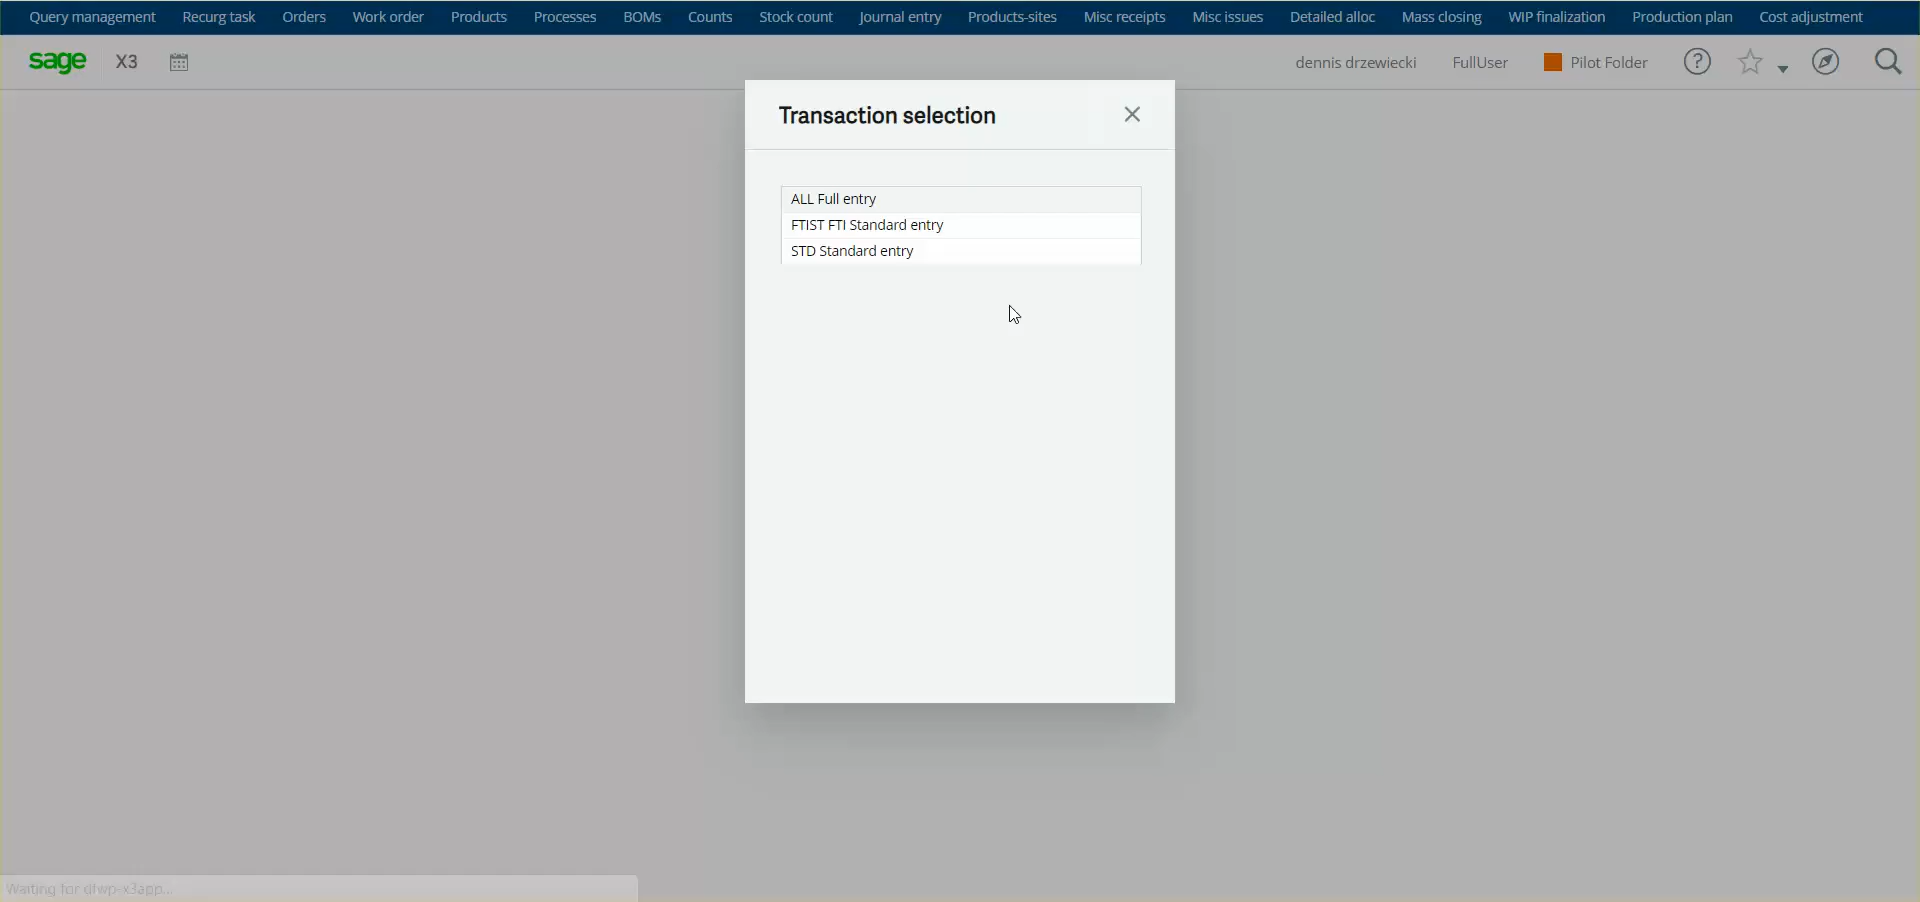 Query management Recurg task Orders Work order Products Processes BOMs Counts Stock count Journal entry Products-sites Misc receipts Misc issues Detailed alloc Mass closing WIP finalization Production plan Cost adjustment
sage X3 dennis drzewiecki FullUser Pilot Folder ?
Transaction selection
ALL Full entry
FTIST FTI Standard entry
STD Standard entry
Waiting for